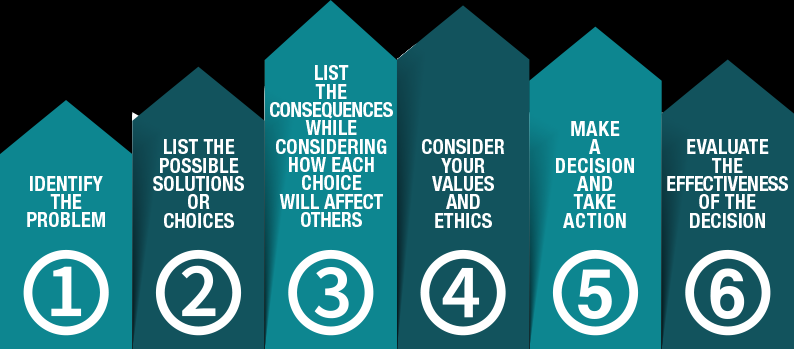 IDENTIFY
THE
PROBLEM
1
LIST THE
POSSIBLE
SOLUTIONS
OR
CHOICES
2
LIST
THE
CONSEQUENCES
WHILE
CONSIDERING
HOW EACH
CHOICE
WILL AFFECT
OTHERS
3
CONSIDER
YOUR
VALUES
AND
ETHICS
4
MAKE
A
DECISION
AND
TAKE
ACTION
5
EVALUATE
THE
EFFECTIVENESS
OF THE
DECISION
6